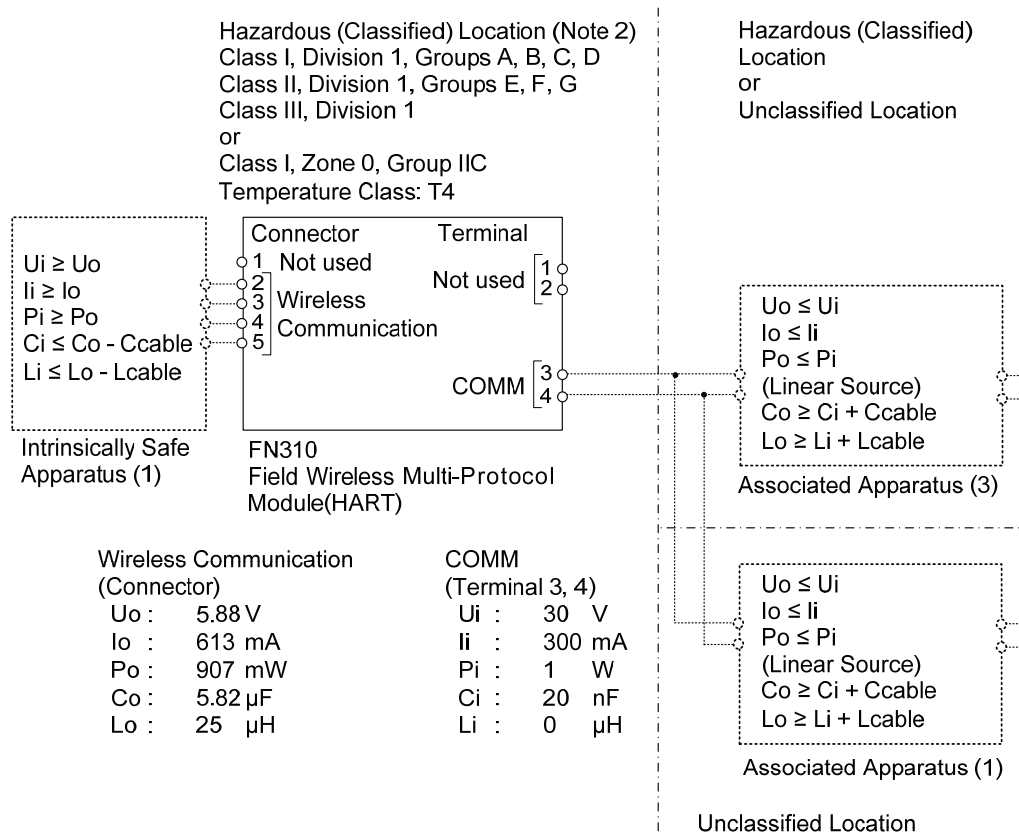 Hazardous (Classified) Location (Note 2)
Class I, Division 1, Groups A, B, C, D
Class II, Division 1, Groups E, F, G
Class III, Division 1
or
Class I, Zone 0, Group IIC
Temperature Class: T4
Hazardous (Classified)
Location
or
Unclassified Location
Ui ≥ Uo
Ii ≥ Io
Pi ≥ Po
Ci ≤ Co - Ccable
Li ≤ Lo - Lcable
Intrinsically Safe
Apparatus (1)
Connector
1 Not used
2
3 Wireless
4 Communication
5
Terminal
Not used 1
2
COMM 3
4
FN310
Field Wireless Multi-Protocol
Module(HART)
Uo ≤ Ui
Io ≤ Ii
Po ≤ Pi
(Linear Source)
Co ≥ Ci + Ccable
Lo ≥ Li + Lcable
Associated Apparatus (3)
Wireless Communication
(Connector)
Uo : 5.88 V
Io : 613 mA
Po : 907 mW
Co : 5.82 µF
Lo : 25 µH
COMM
(Terminal 3, 4)
Ui : 30 V
Ii : 300 mA
Pi : 1 W
Ci : 20 nF
Li : 0 µH
Uo ≤ Ui
Io ≤ Ii
Po ≤ Pi
(Linear Source)
Co ≥ Ci + Ccable
Lo ≥ Li + Lcable
Associated Apparatus (1)
Unclassified Location